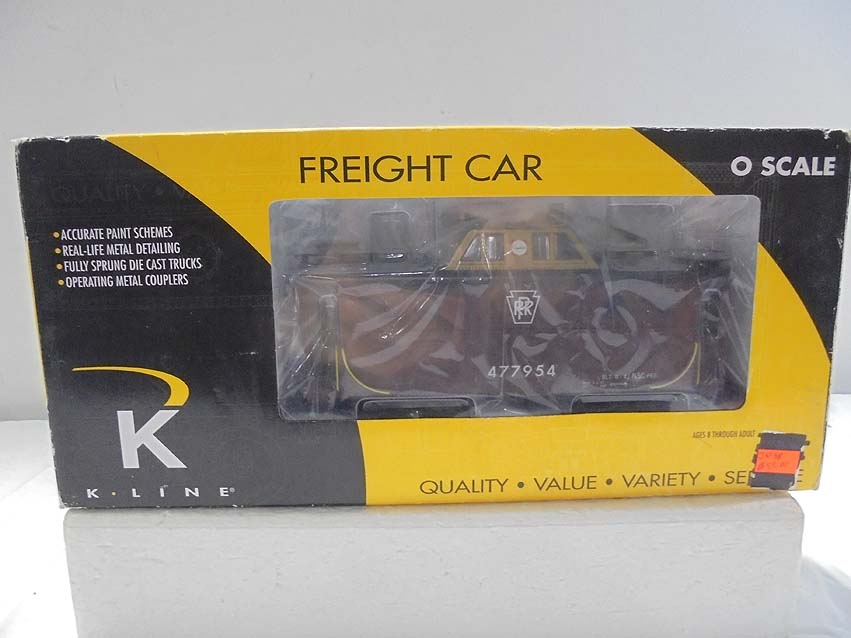 FREIGHT CAR
O SCALE
QUALITY • V
• ACCURATE PAINT SCHEMES
• REAL-LIFE METAL DETAILING
• FULLY SPRUNG DIE CAST TRUCKS
• OPERATING METAL COUPLERS
PRR
477954
K
K·LINE®
AGES 8 THROUGH ADULT
QUALITY • VALUE • VARIETY •